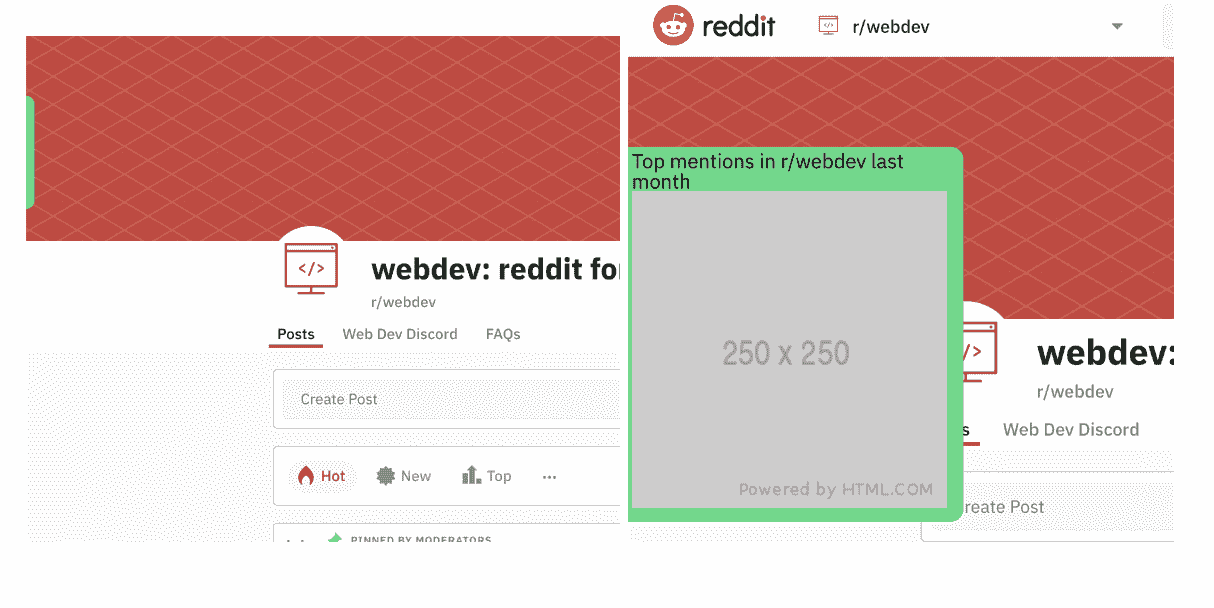 webdev: reddit fo
r/webdev
Posts Web Dev Discord FAQs
Create Post
Hot New Top ...
PINNED BY MODERATORS
reddit r/webdev
Top mentions in r/webdev last
month
250 x 250
Powered by HTML.COM
</> webdev:
r/webdev
s Web Dev Discord
reate Post